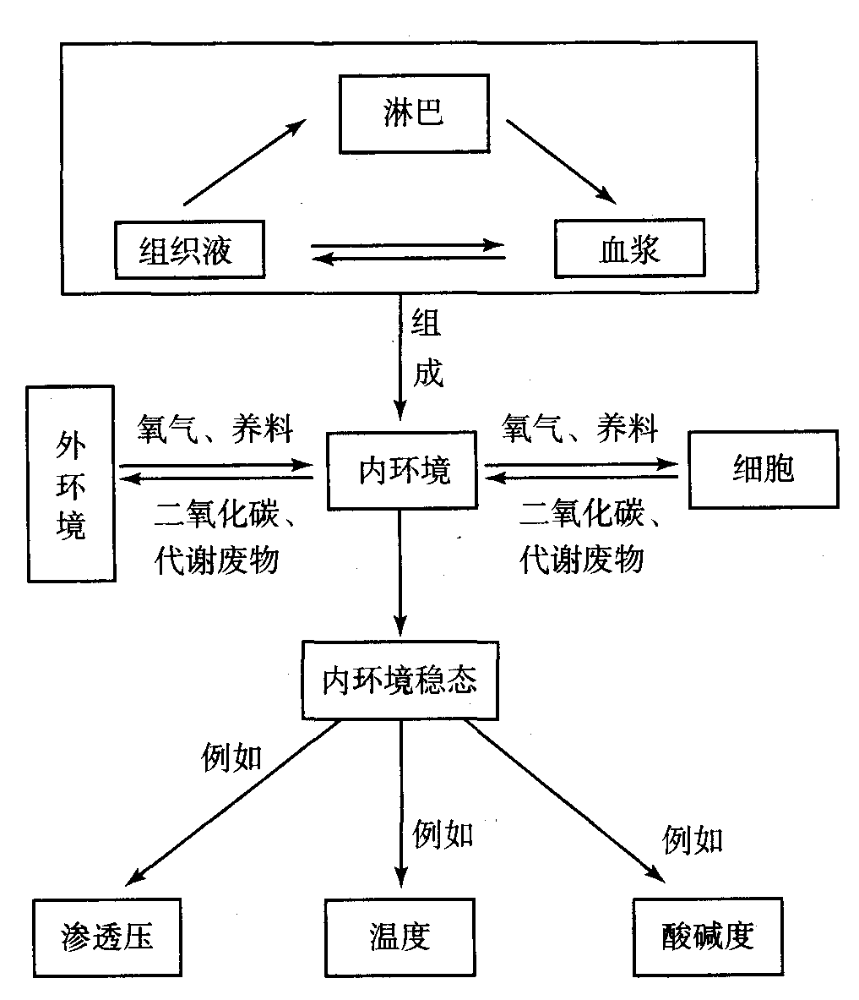 淋巴
组织液
血浆
组
成
外
环
境
氧气、养料
内环境
氧气、养料
细胞
二氧化碳、
代谢废物
二氧化碳、
代谢废物
内环境稳态
例如
例如
例如
渗透压
温度
酸碱度